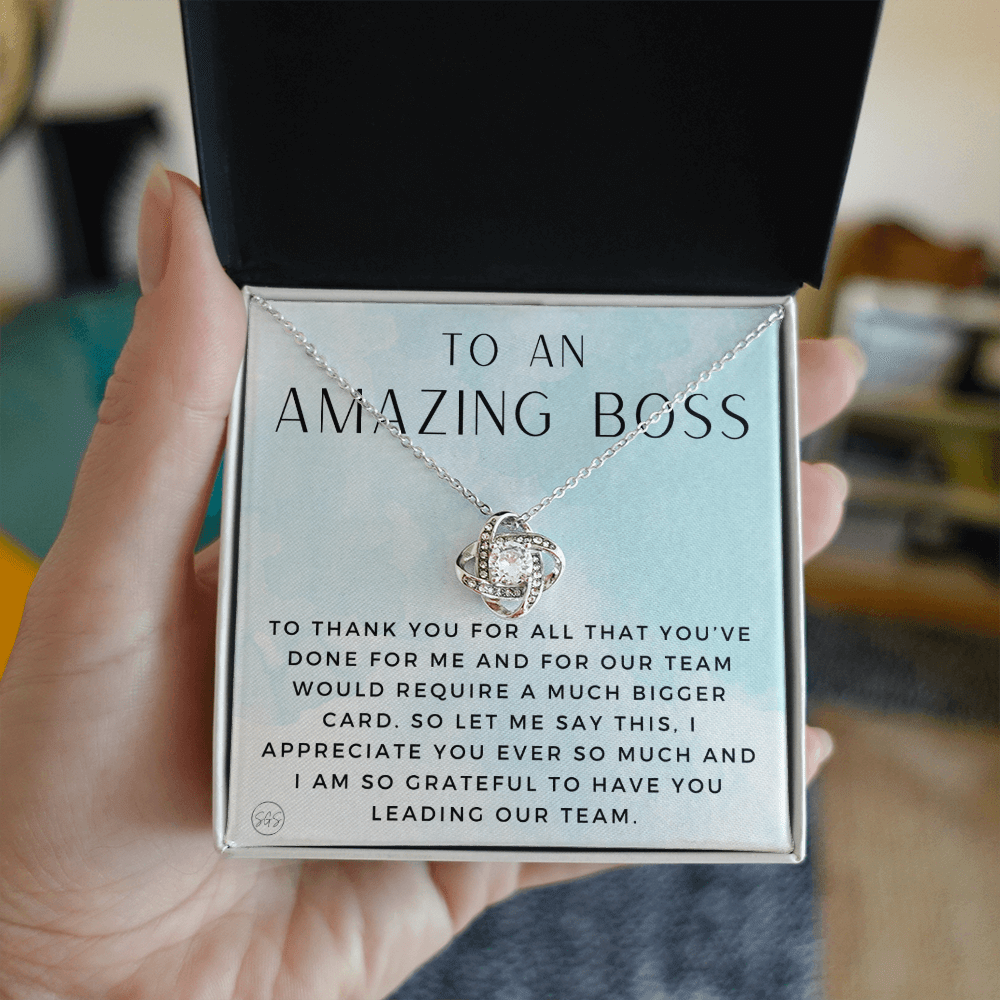 TO AN
AMAZING BOSS
TO THANK YOU FOR ALL THAT YOU'VE
DONE FOR ME AND FOR OUR TEAM
WOULD REQUIRE A MUCH BIGGER
CARD. SO LET ME SAY THIS, I
APPRECIATE YOU EVER SO MUCH AND
I AM SO GRATEFUL TO HAVE YOU
LEADING OUR TEAM.
SGS